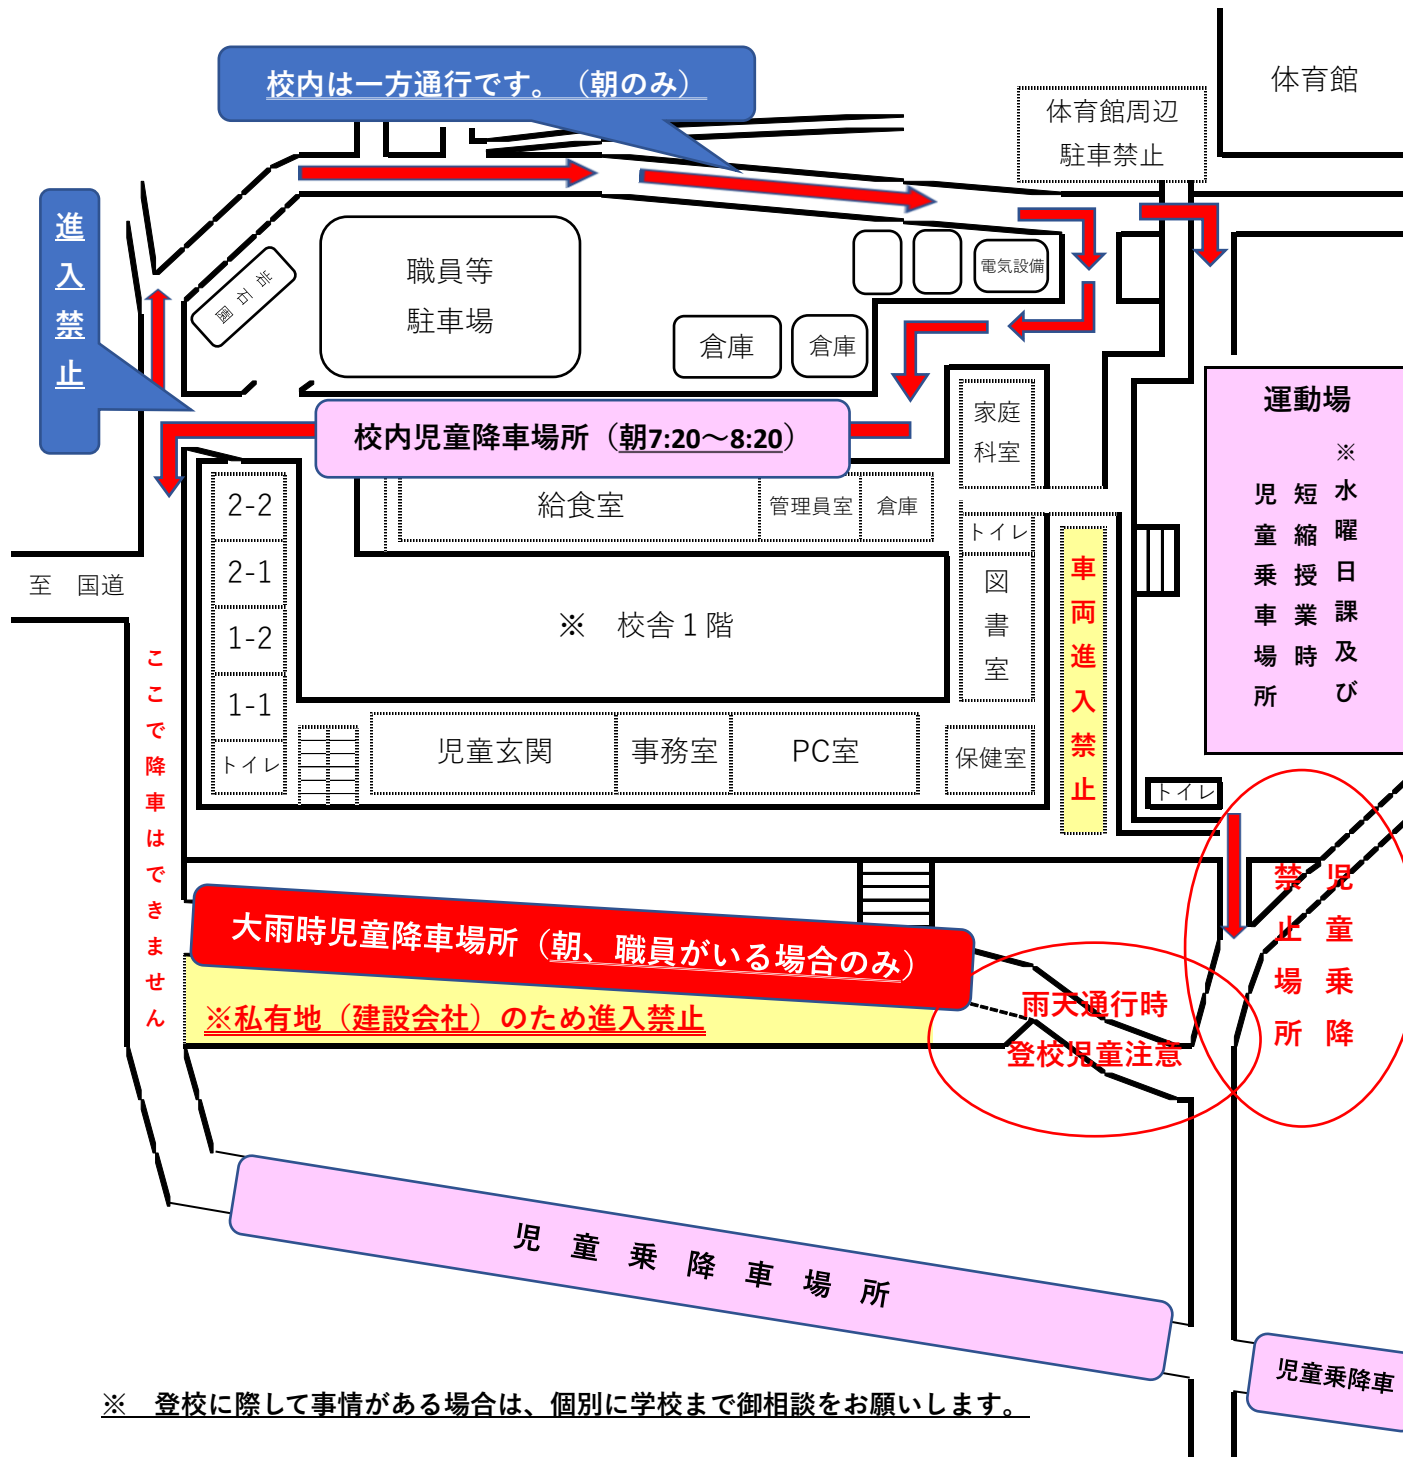 校内は一方通行です。（朝のみ）
体育館
体育館周辺
駐車禁止
進入禁止
岩石園
職員等
駐車場
電気設備
倉庫
倉庫
校内児童降車場所（朝7:20～8:20）
家庭
科室
運動場
※水曜日課及び
短縮授業時
児童乗車場所
2-2
2-1
1-2
1-1
トイレ
給食室
管理員室
倉庫
トイレ
図書室
車両進入禁止
至　国道
※　校舎１階
ここで降車はできません
児童玄関
事務室
PC室
保健室
トイレ
大雨時児童降車場所（朝、職員がいる場合のみ）
※私有地（建設会社）のため進入禁止
雨天通行時
登校児童注意
児童乗降
禁止場所
児童乗降車場所
児童乗降車
※　登校に際して事情がある場合は、個別に学校まで御相談をお願いします。